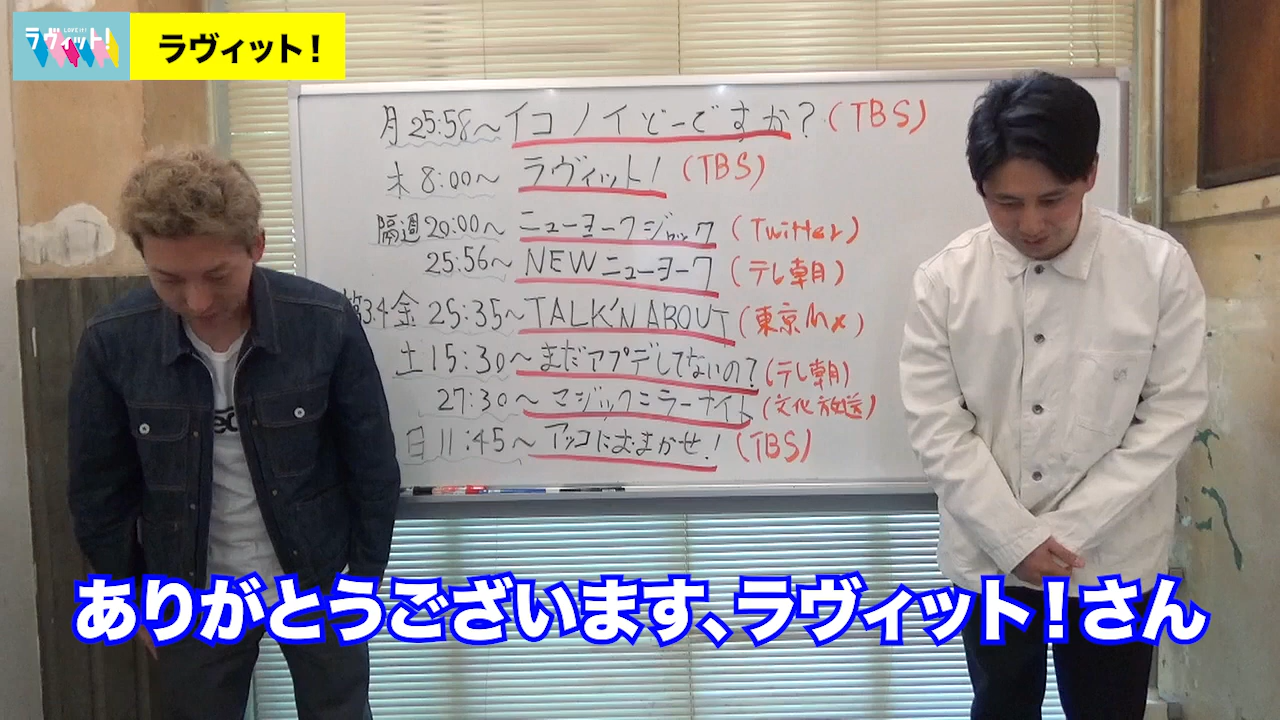 LOVE it!
ラヴィット!
ラヴィット!
月 25:58~ イコノイどーですか? (TBS)
木 8:00~ ラヴィット! (TBS)
隔週 20:00~ ニューヨークジャック (Twitter)
25:56~ NEWニューヨーク (テレ朝)
第3.4金 25:35~ TALK'N ABOUT (東京MX)
土 15:30~ まだアプデしてないの? (テレ朝)
27:30~ マジックミラーナイト (文化放送)
日 11:45~ アッコにおまかせ! (TBS)
ありがとうございます、ラヴィット!さん